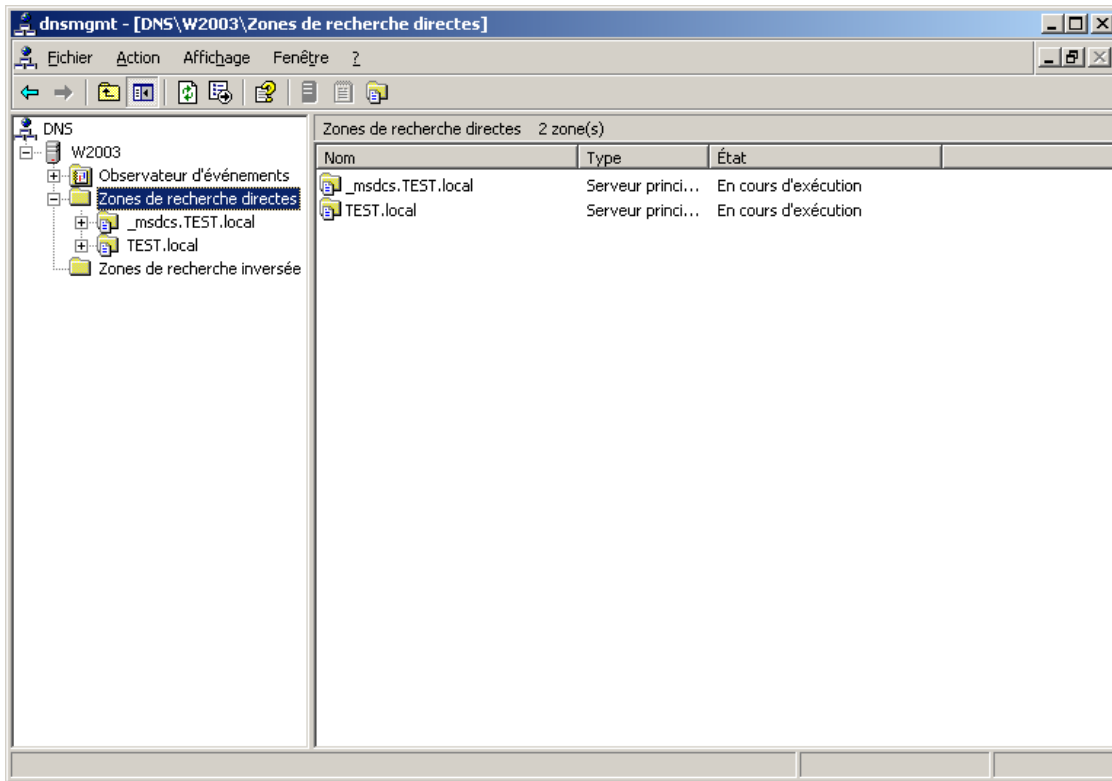 dnsmgmt - [DNS\W2003\Zones de recherche directes]
Fichier Action Affichage Fenêtre ?
DNS
W2003
Observateur d'événements
Zones de recherche directes
_msdcs.TEST.local
TEST.local
Zones de recherche inversée
Zones de recherche directes 2 zone(s)
Nom Type État
_msdcs.TEST.local Serveur princi... En cours d'exécution
TEST.local Serveur princi... En cours d'exécution